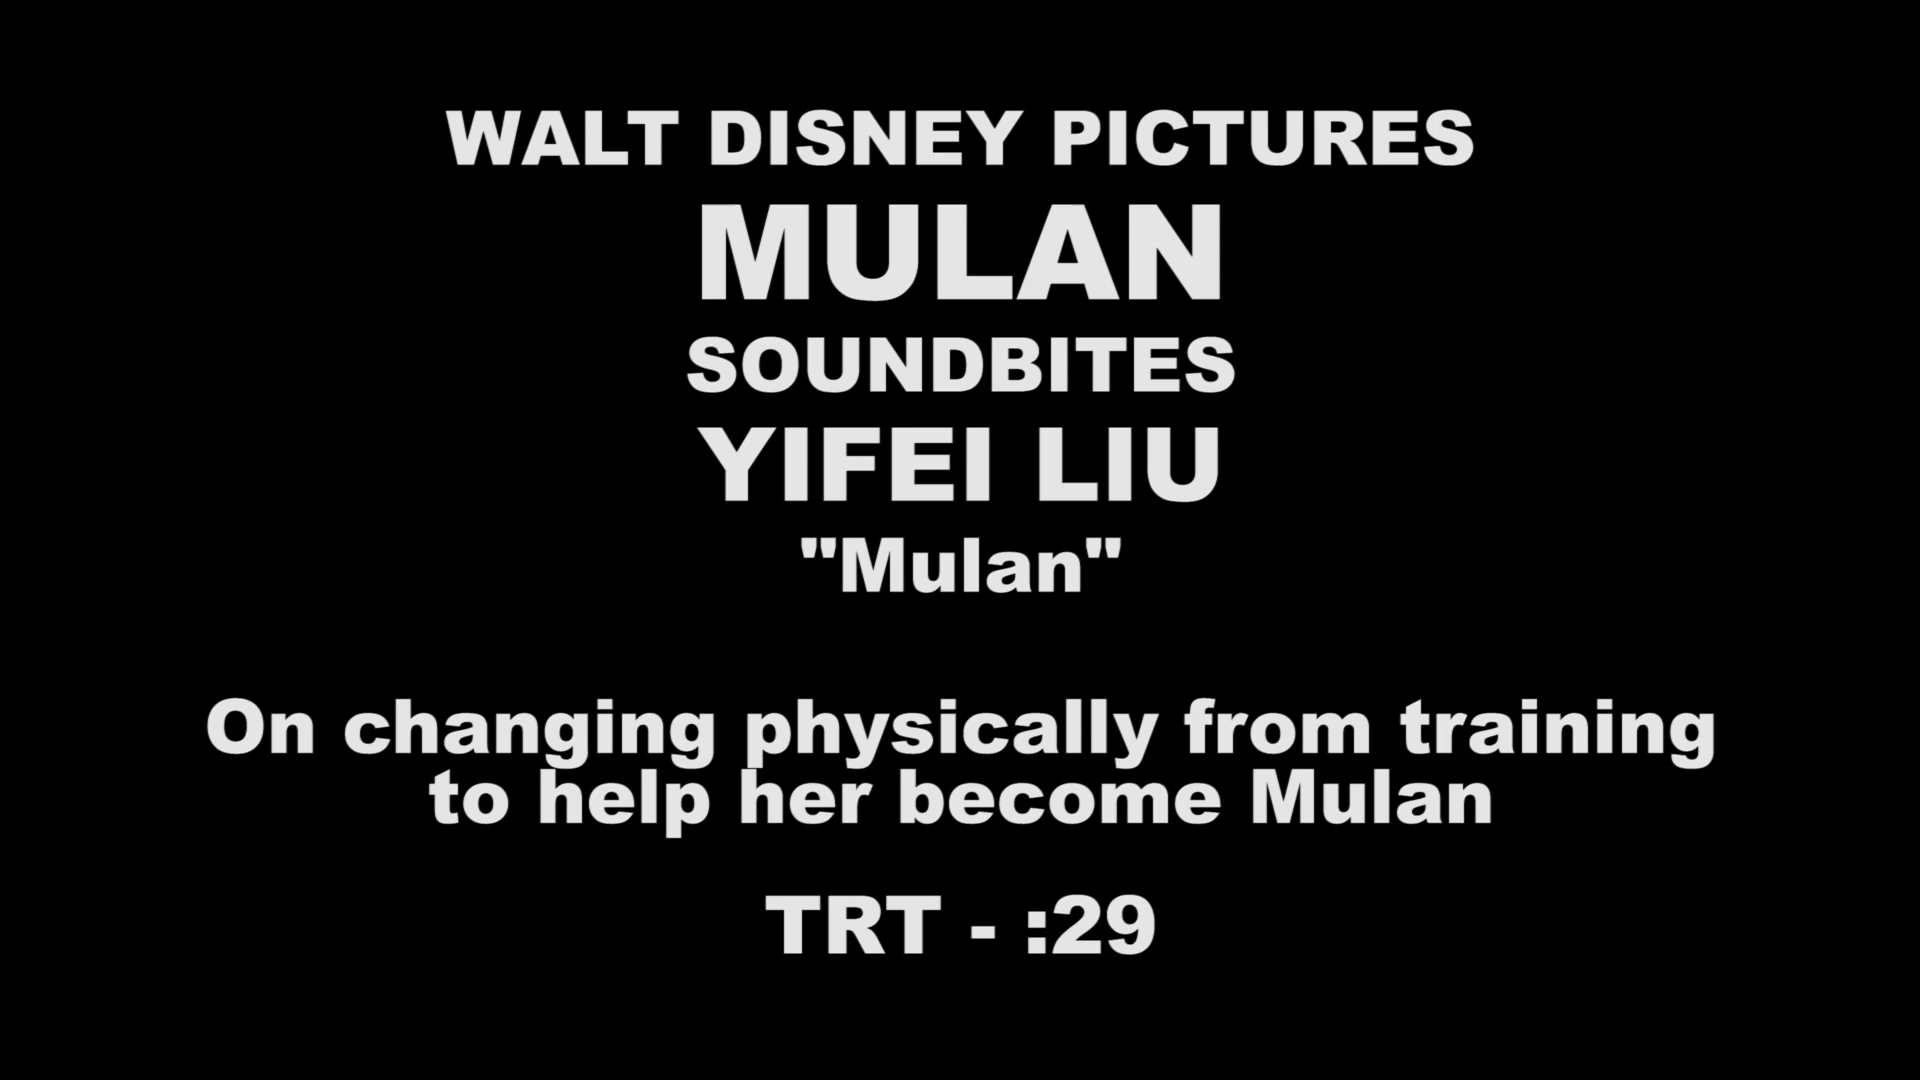 WALT DISNEY PICTURES
MULAN
SOUNDBITES
YIFEI LIU
"Mulan"
On changing physically from training
to help her become Mulan
TRT - :29